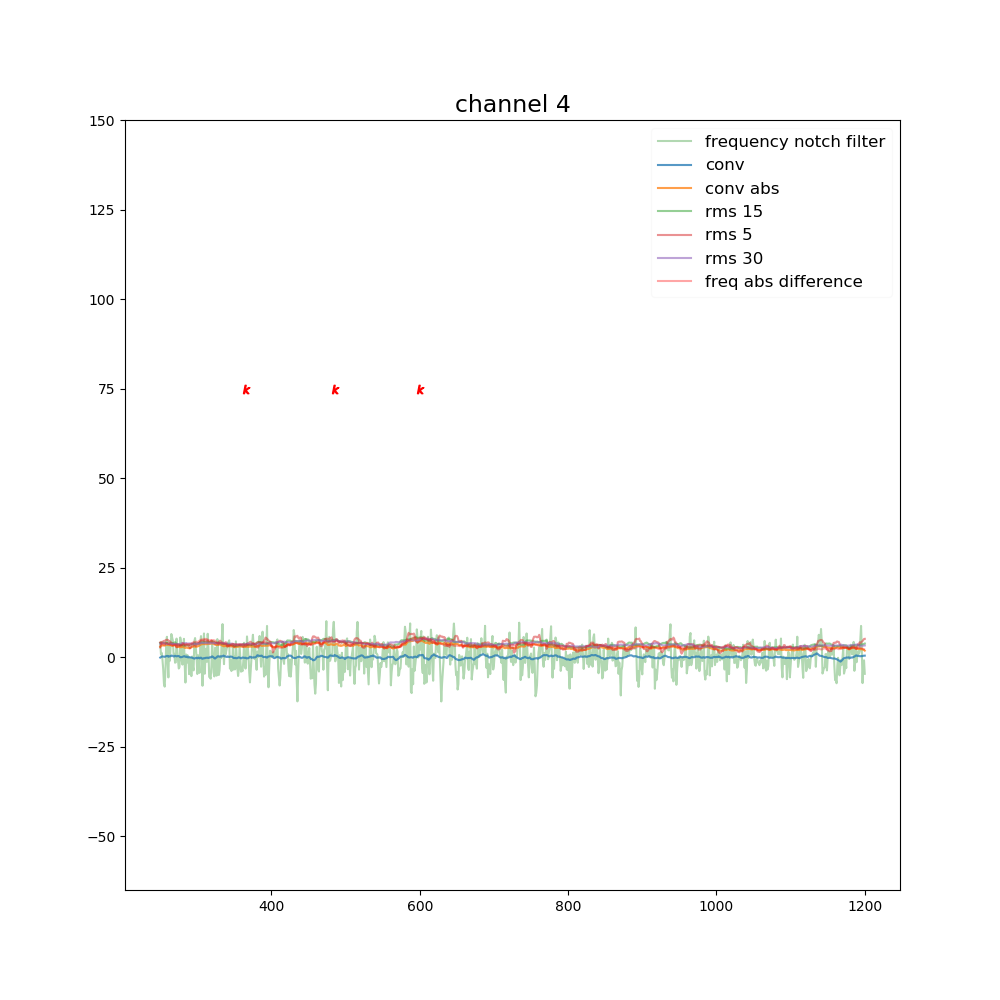 channel 4
150
125
100
75
50
25
0
−25
−50
frequency notch filter
conv
conv abs
rms 15
rms 5
rms 30
freq abs difference
k k k
400 600 800 1000 1200